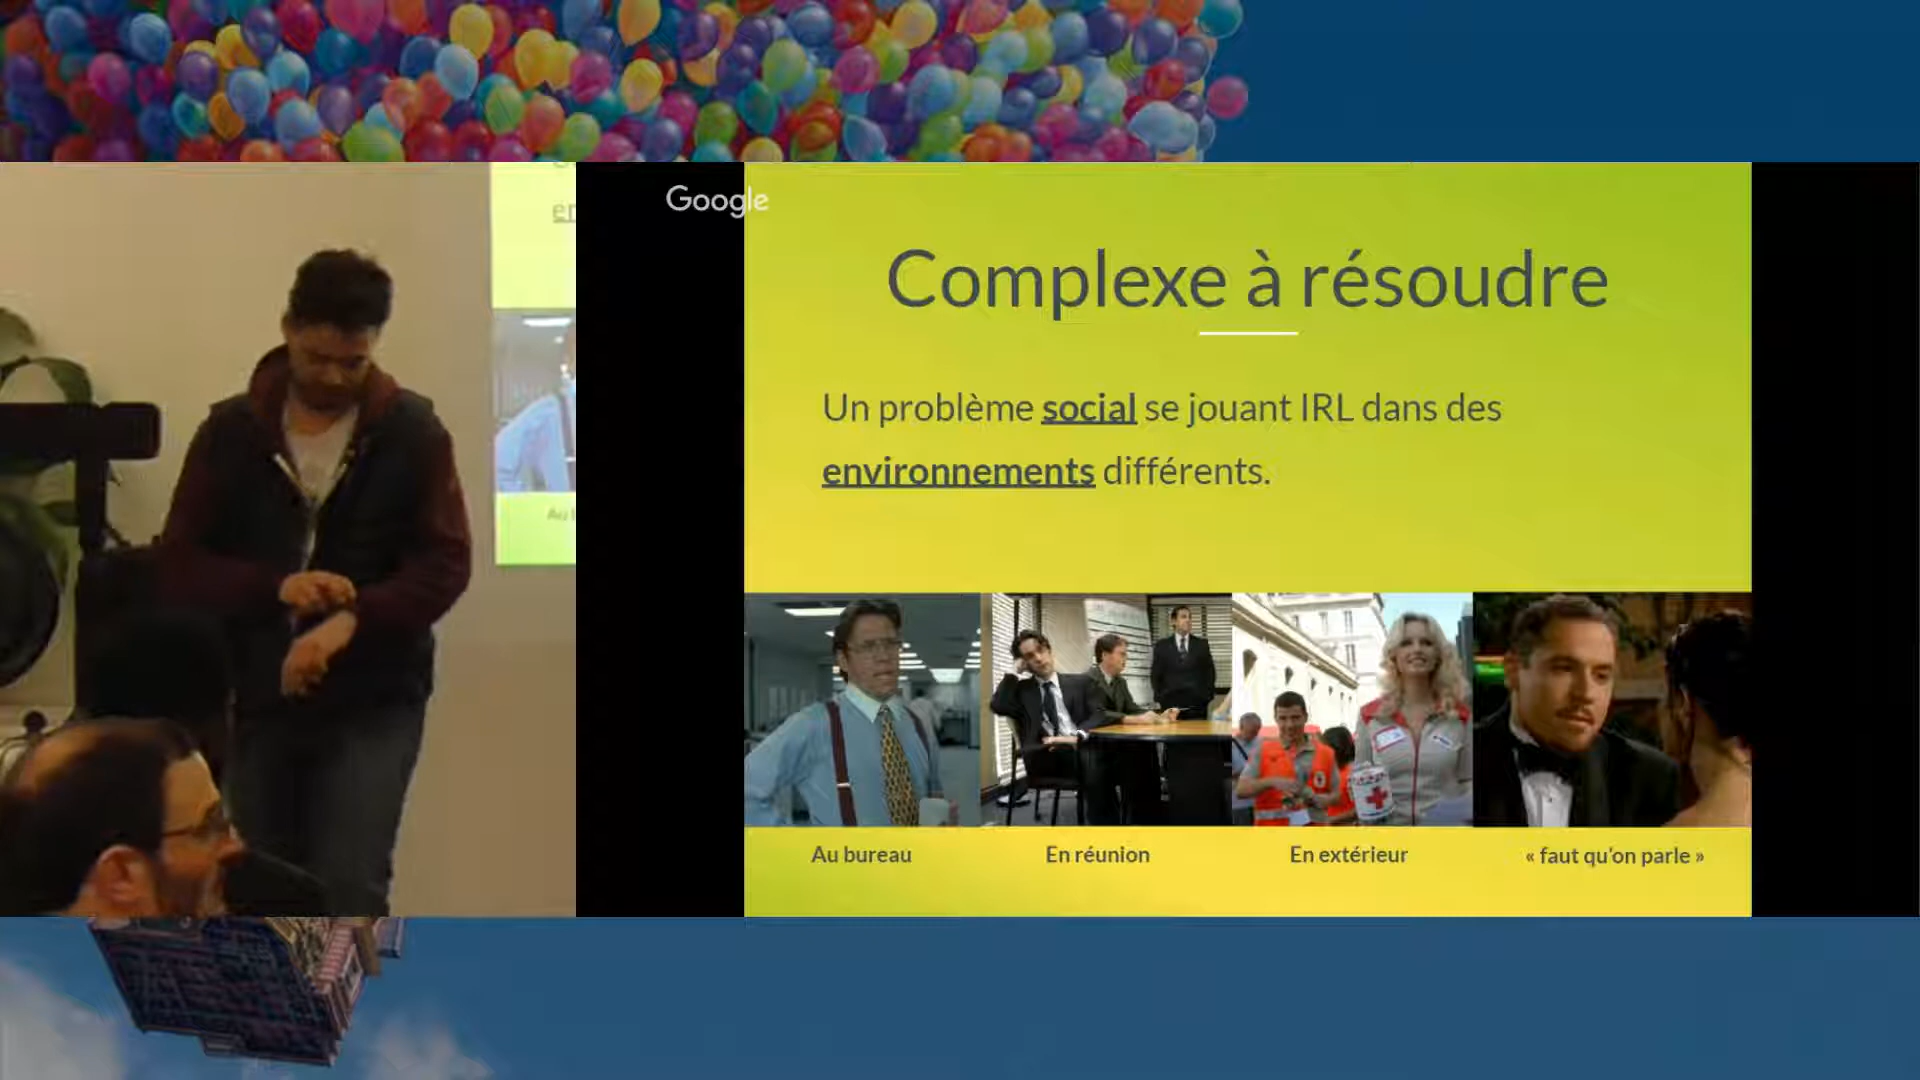 Google
Complexe à résoudre
Un problème social se jouant IRL dans des
environnements différents.
Au bureau
En réunion
En extérieur
« faut qu'on parle »